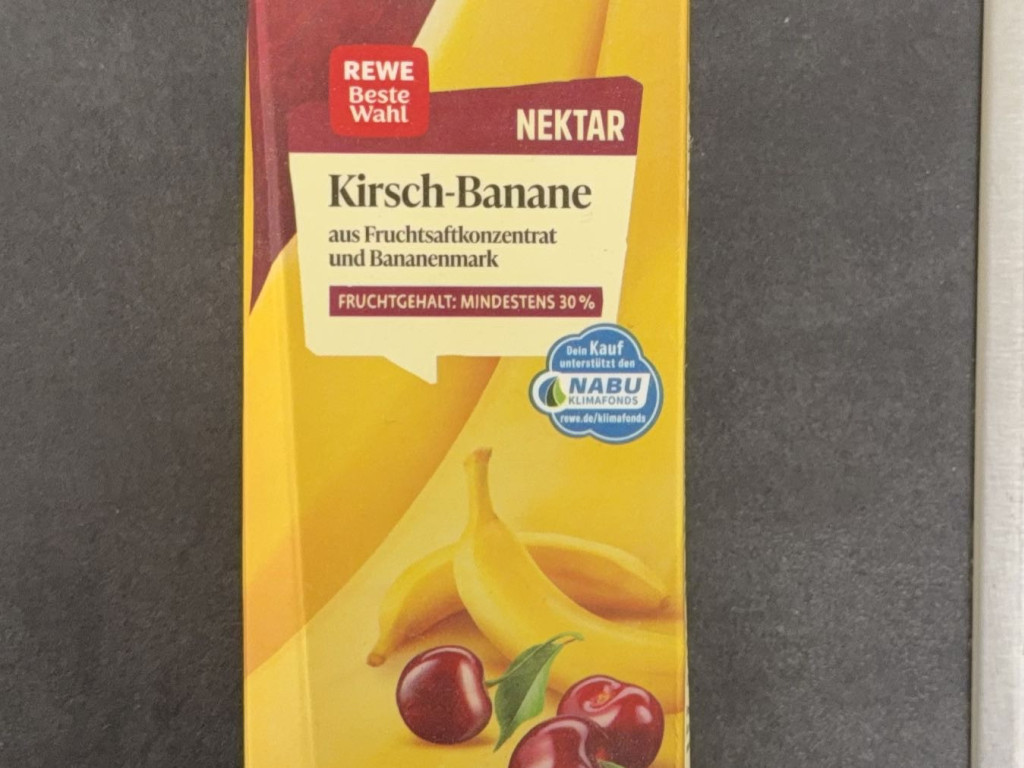 REWE
Beste
Wahl
NEKTAR
Kirsch-Banane
aus Fruchtsaftkonzentrat
und Bananenmark
FRUCHTGEHALT: MINDESTENS 30 %
Dein Kauf
unterstützt den
NABU
KLIMAFONDS
rewe.de/klimafonds